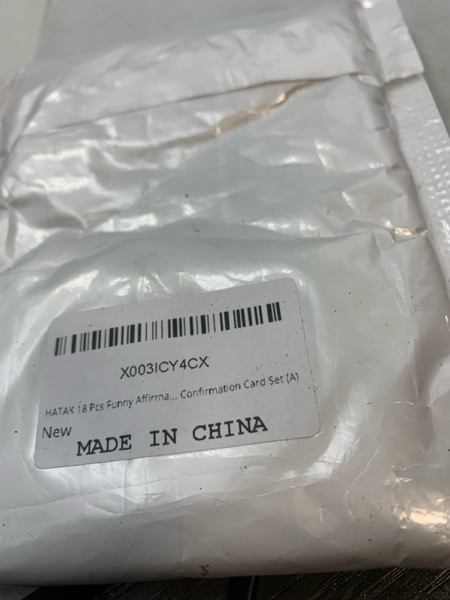 X003ICY4CX
HATAK 18 Pcs Funny Affirma... Confirmation Card Set (A)
New
MADE IN CHINA